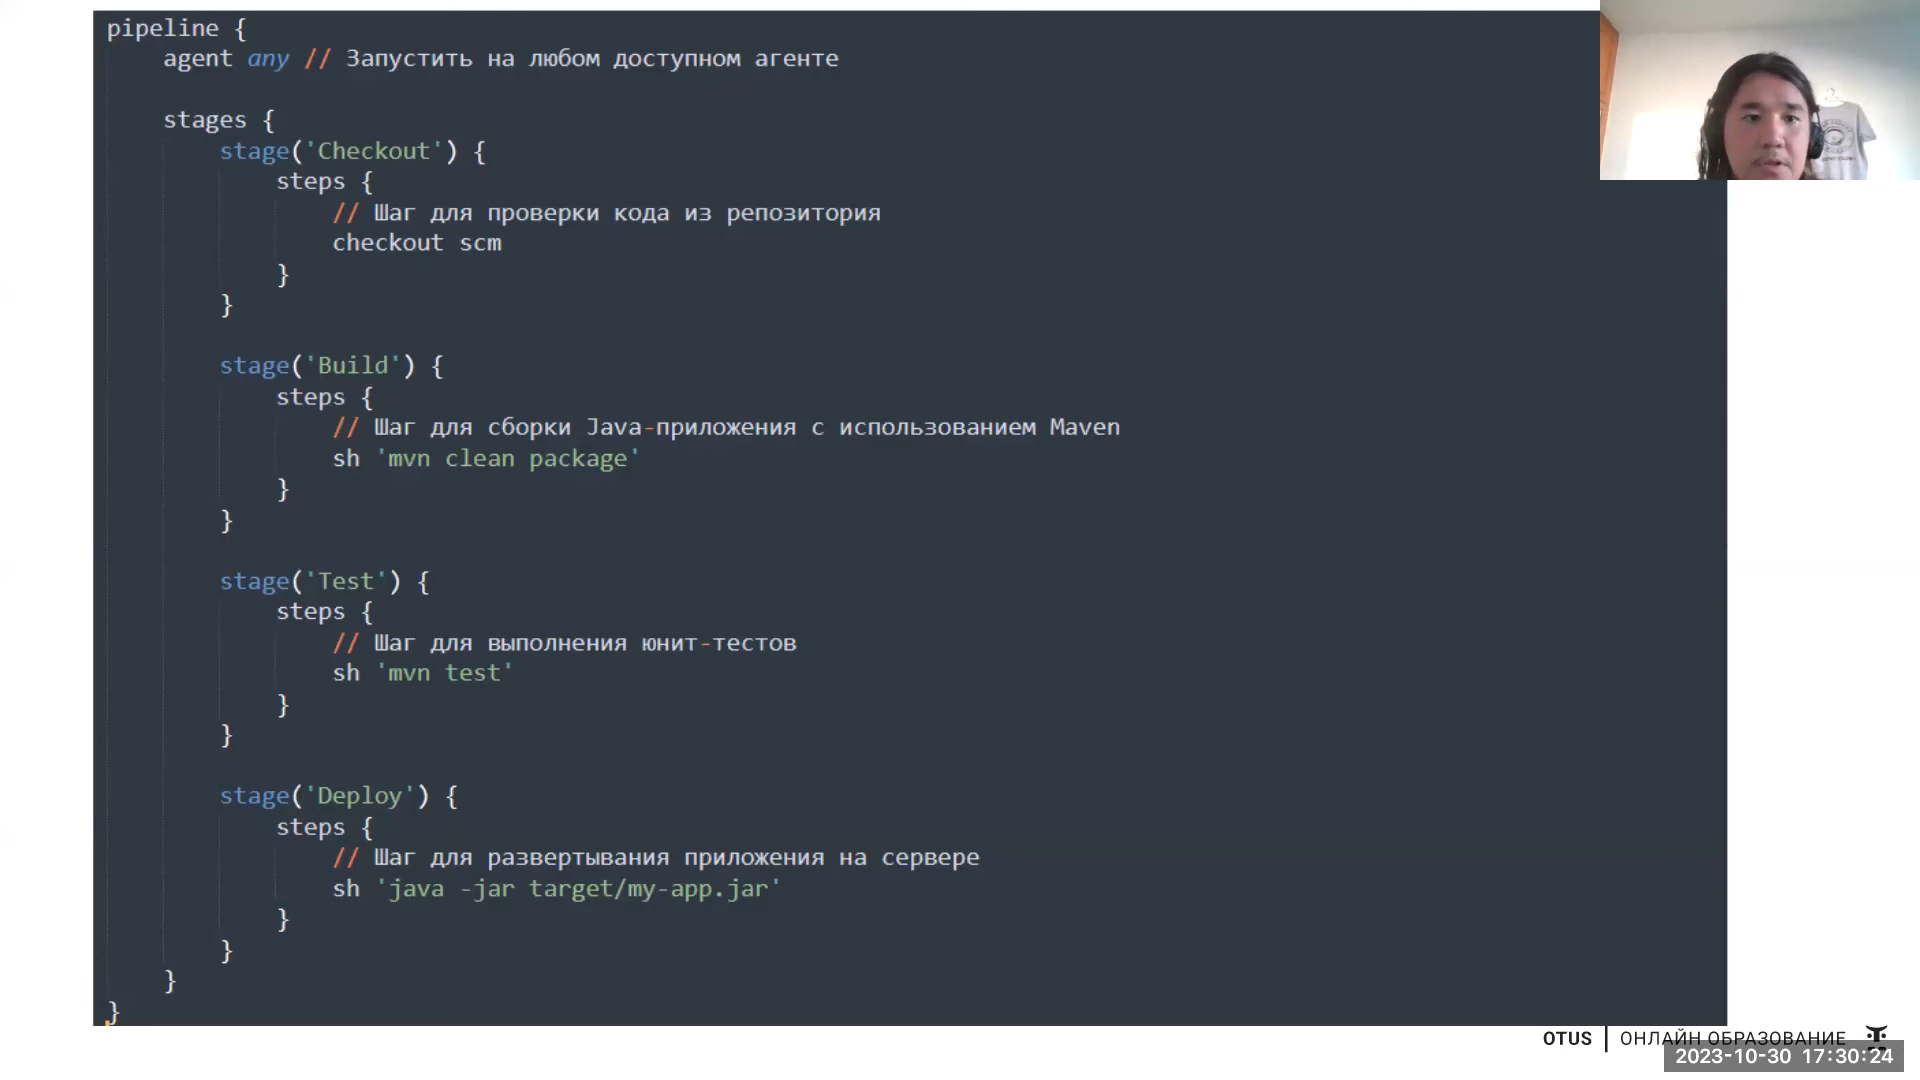 pipeline {
agent any // Запустить на любом доступном агенте
stages {
stage('Checkout') {
steps {
// Шаг для проверки кода из репозитория
checkout scm
}
}
stage('Build') {
steps {
// Шаг для сборки Java-приложения с использованием Maven
sh 'mvn clean package'
}
}
stage('Test') {
steps {
// Шаг для выполнения юнит-тестов
sh 'mvn test'
}
}
stage('Deploy') {
steps {
// Шаг для развертывания приложения на сервере
sh 'java -jar target/my-app.jar'
}
}
}
}
OTUS | ОНЛАЙН ОБРАЗОВАНИЕ
2023-10-30 17:30:24